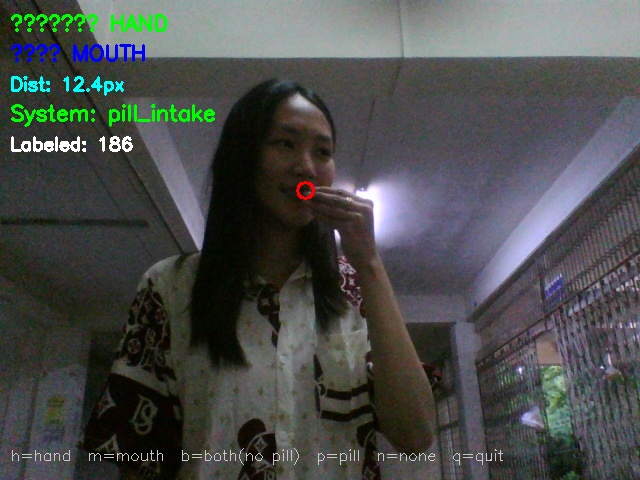 ??????? HAND
???? MOUTH
Dist: 12.4px
System: pill_intake
Labeled: 186
h=hand m=mouth b=both(no pill) p=pill n=none q=quit